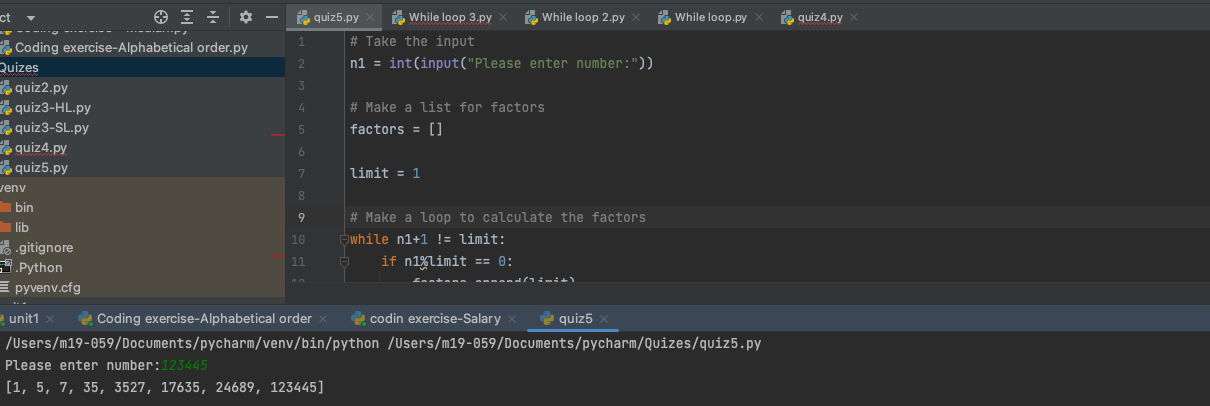 ct
quiz5.py
While loop 3.py
While loop 2.py
While loop.py
quiz4.py
Coding exercise-Alphabetical order.py
Quizes
quiz2.py
quiz3-HL.py
quiz3-SL.py
quiz4.py
quiz5.py
venv
bin
lib
.gitignore
.Python
pyvenv.cfg
1 # Take the input
2 n1 = int(input("Please enter number:"))
3
4 # Make a list for factors
5 factors = []
6
7 limit = 1
8
9 # Make a loop to calculate the factors
10 while n1+1 != limit:
11 if n1%limit == 0:
12 factors.append(limit)
unit1
Coding exercise-Alphabetical order
codin exercise-Salary
quiz5
/Users/m19-059/Documents/pycharm/venv/bin/python /Users/m19-059/Documents/pycharm/Quizes/quiz5.py
Please enter number:123445
[1, 5, 7, 35, 3527, 17635, 24689, 123445]